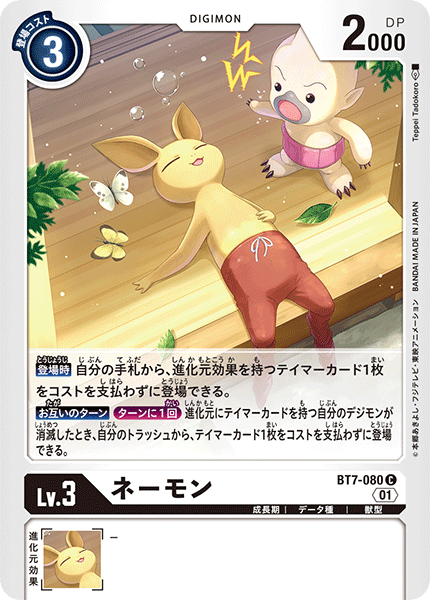 登場コスト
3
DIGIMON
DP
2000
Teppei Tadokoro
©本郷あきよし・フジテレビ・東映アニメーション BANDAI MADE IN JAPAN
登場時 自分の手札から、進化元効果を持つテイマーカード1枚
をコストを支払わずに登場できる。
お互いのターン ターンに1回 進化元にテイマーカードを持つ自分のデジモンが
消滅したとき、自分のトラッシュから、テイマーカード1枚をコストを支払わずに登場
できる。
BT7-080 C
01
Lv.3 ネーモン
成長期 | データ種 | 獣型
進化元効果
–